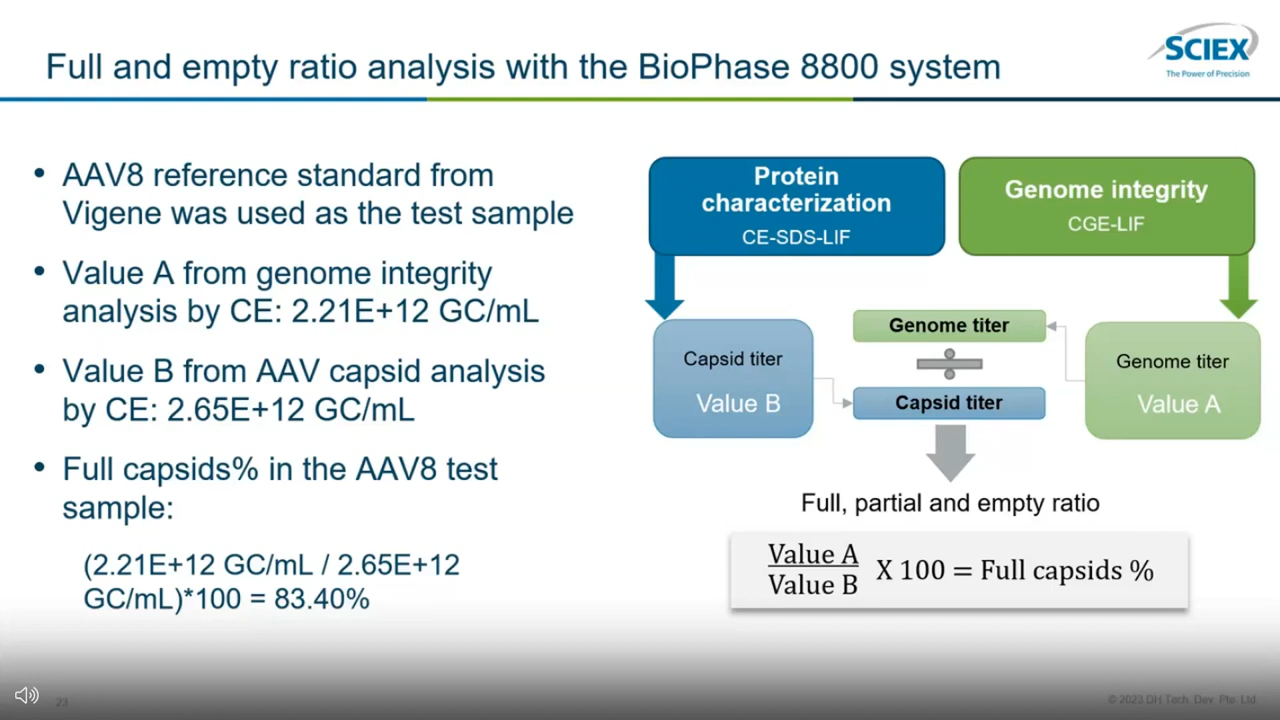 Full and empty ratio analysis with the BioPhase 8800 system
SCIEX
The Power of Precision
• AAV8 reference standard from
Vigene was used as the test sample
• Value A from genome integrity
analysis by CE: 2.21E+12 GC/mL
• Value B from AAV capsid analysis
by CE: 2.65E+12 GC/mL
• Full capsids% in the AAV8 test
sample:
(2.21E+12 GC/mL / 2.65E+12
GC/mL)*100 = 83.40%
Protein
characterization
CE-SDS-LIF
Genome integrity
CGE-LIF
Capsid titer
Value B
Genome titer
÷
Capsid titer
Genome titer
Value A
Full, partial and empty ratio
Value A
Value B
X 100 = Full capsids %
23
© 2023 DH Tech. Dev. Pte. Ltd.